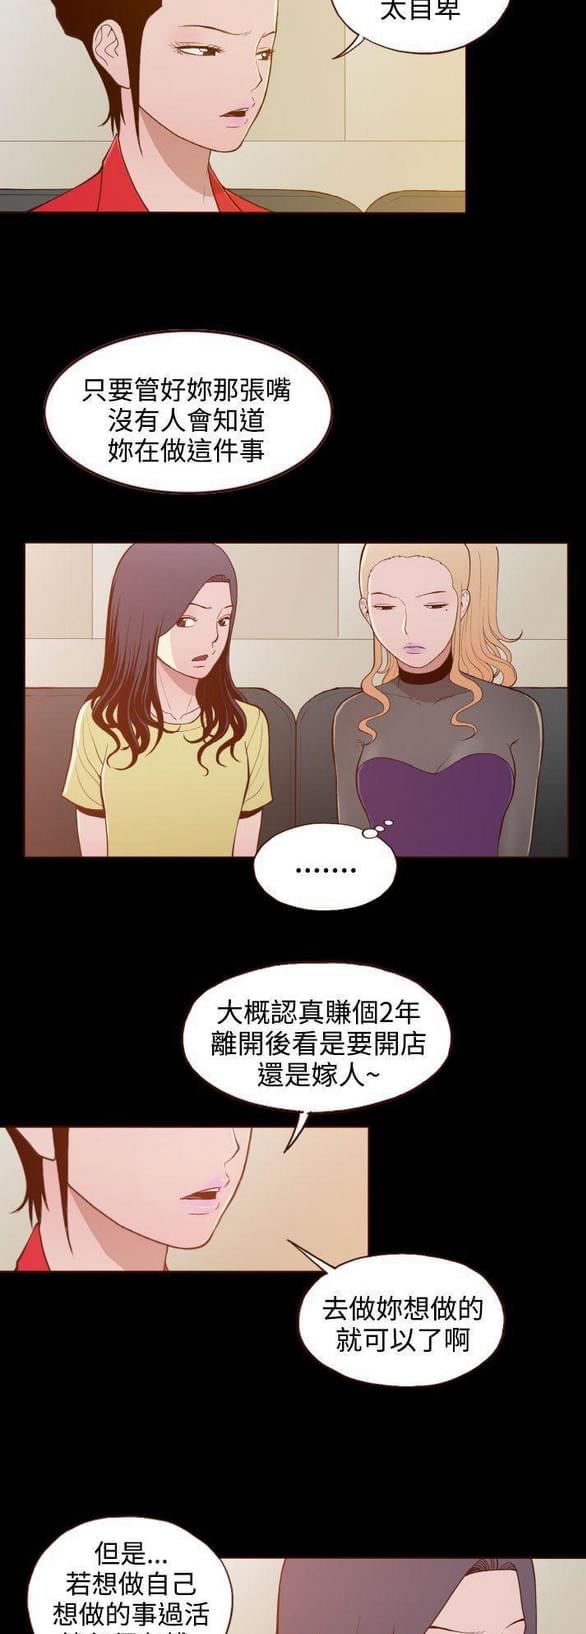 太自卑
只要管好妳那張嘴
沒有人會知道
妳在做這件事
.......
大概認真賺個2年
離開後看是要開店
還是嫁人~
去做妳想做的
就可以了啊
但是...
若想做自己
想做的事過活